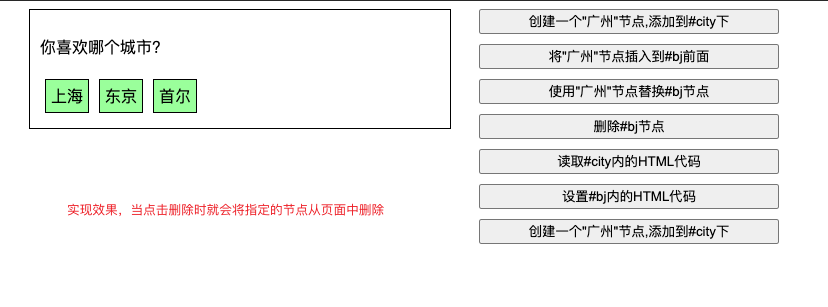 你喜欢哪个城市?
上海 东京 首尔
实现效果，当点击删除时就会将指定的节点从页面中删除
创建一个"广州"节点,添加到#city下
将"广州"节点插入到#bj前面
使用"广州"节点替换#bj节点
删除#bj节点
读取#city内的HTML代码
设置#bj内的HTML代码
创建一个"广州"节点,添加到#city下